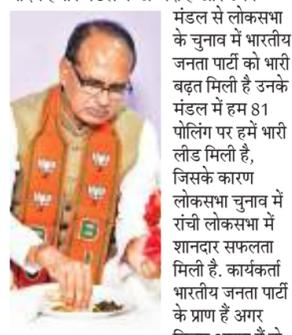 मंडल से लोकसभा
के चुनाव में भारतीय
जनता पार्टी को भारी
बढ़त मिली है उनके
मंडल में हम 81
पोलिंग पर हमें भारी
लीड मिली है,
जिसके कारण
लोकसभा चुनाव में
रांची लोकसभा में
शानदार सफलता
मिली है. कार्यकर्ता
भारतीय जनता पार्टी
के प्राण हैं अगर